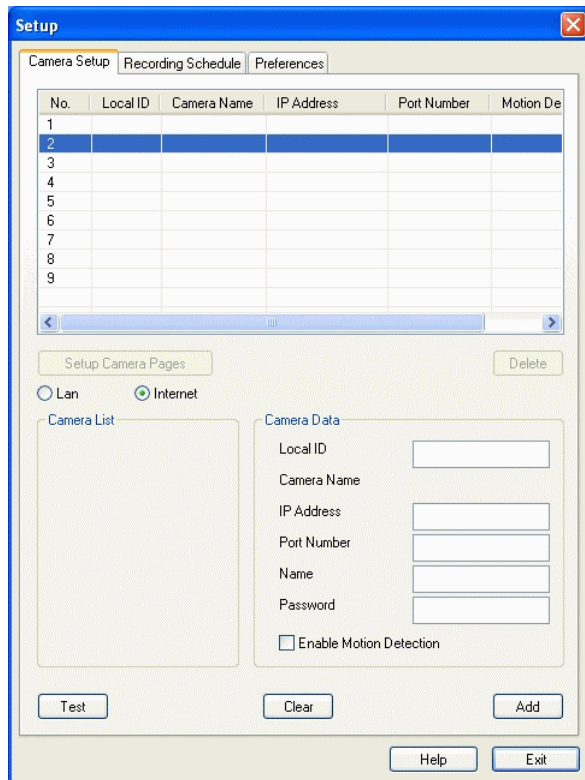 Setup
Camera Setup Recording Schedule Preferences
No. Local ID Camera Name IP Address Port Number Motion De
1
2
3
4
5
6
7
8
9
Setup Camera Pages Delete
Lan Internet
Camera List Camera Data
Local ID
Camera Name
IP Address
Port Number
Name
Password
Enable Motion Detection
Test Clear Add
Help Exit